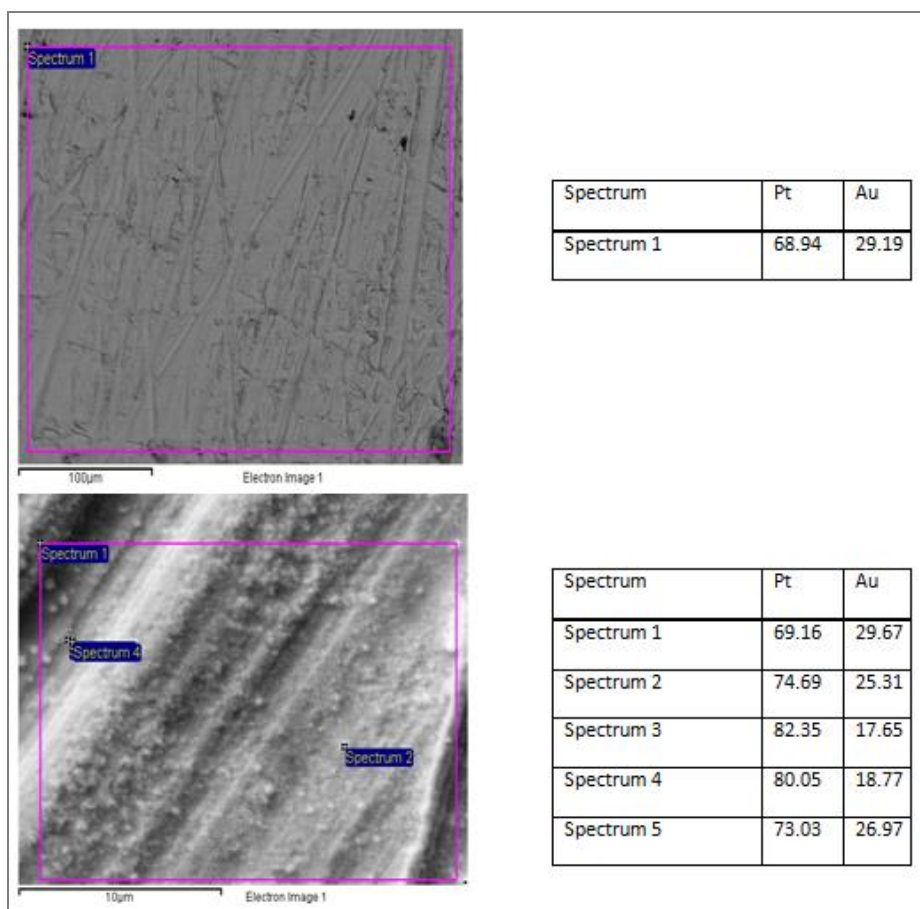 Spectrum 1
100µm Electron Image 1
Spectrum Pt Au
Spectrum 1 68.94 29.19
Spectrum 1
Spectrum 4
Spectrum 2
10µm Electron Image 1
Spectrum Pt Au
Spectrum 1 69.16 29.67
Spectrum 2 74.69 25.31
Spectrum 3 82.35 17.65
Spectrum 4 80.05 18.77
Spectrum 5 73.03 26.97